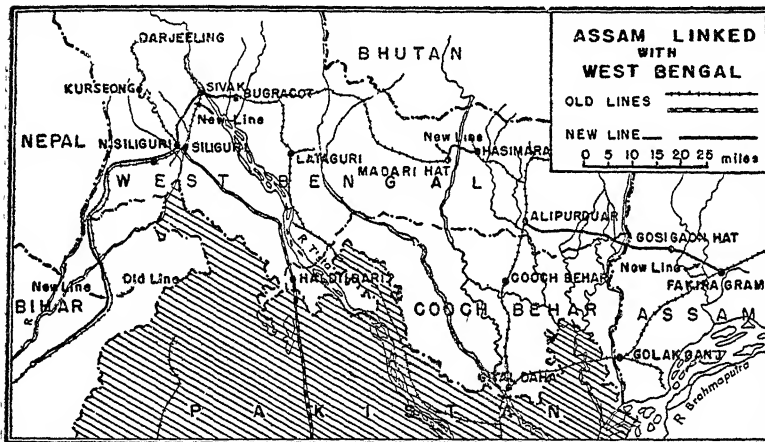 ASSAM LINKED
WITH
WEST BENGAL
OLD LINES
NEW LINE
0 5 10 15 20 25 miles
DARJEELING
BHUTAN
KURSEONG
SIVAK
BUGRACOT
NEPAL
New Line
N. SILIGURI
SILIGURI
LATAGURI
New Line
HASIMARA
MADARI HAT
WEST BENGAL
ALIPURDUAR
GOSIGAON HAT
New Line
Old Line
HALDIBARI
COOCH BEHAR
New Line
FAKIRAGRAM
BIHAR
COOCH BEHAR
ASSAM
GOLAKGANJ
GITALDAHA
PAKISTAN
R. Brahmaputra